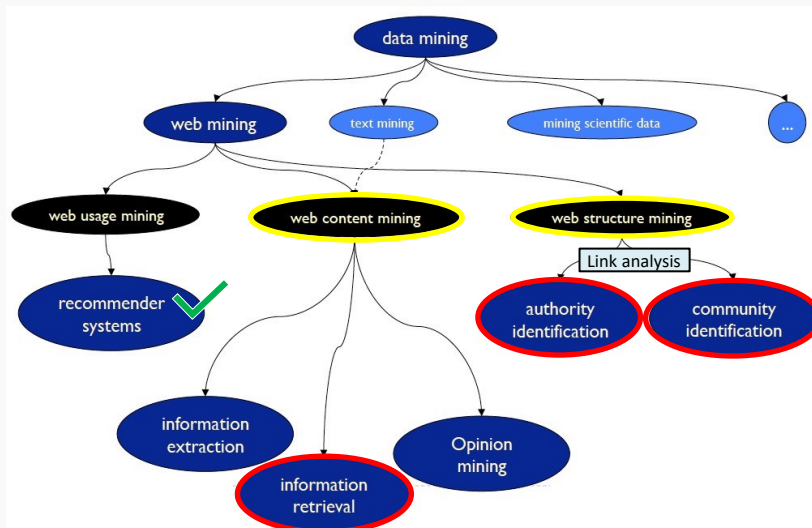 data mining
web mining
text mining
mining scientific data
...
web usage mining
web content mining
web structure mining
Link analysis
recommender
systems
authority
identification
community
identification
information
extraction
Opinion
mining
information
retrieval